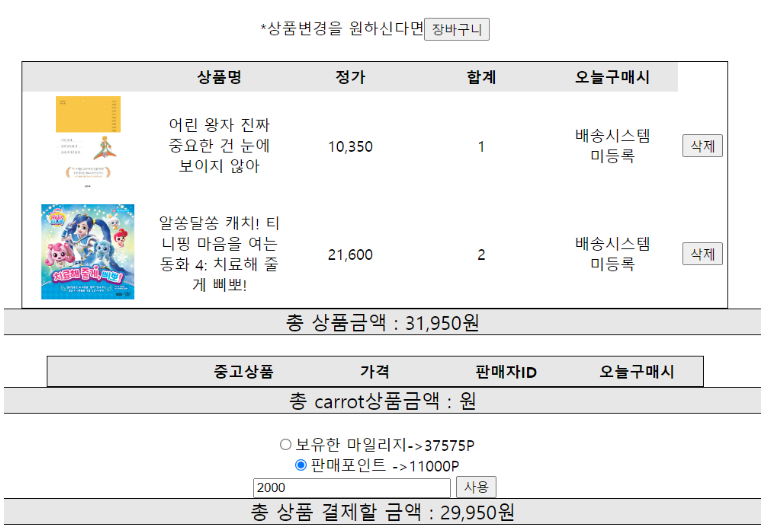 *상품변경을 원하신다면 장바구니
상품명 정가 합계 오늘구매시
어린 왕자 진짜
중요한 건 눈에
보이지 않아
10,350 1
배송시스템
미등록
삭제
알쏭달쏭 캐치! 티
니핑 마음을 여는
동화 4: 치료해 줄
게 삐뽀!
21,600 2
배송시스템
미등록
삭제
치료해 줄게, 삐뽀!
총 상품금액 : 31,950원
중고상품 가격 판매자ID 오늘구매시
총 carrot상품금액 : 원
보유한 마일리지->37575P
판매포인트 ->11000P
2000 사용
총 상품 결제할 금액 : 29,950원